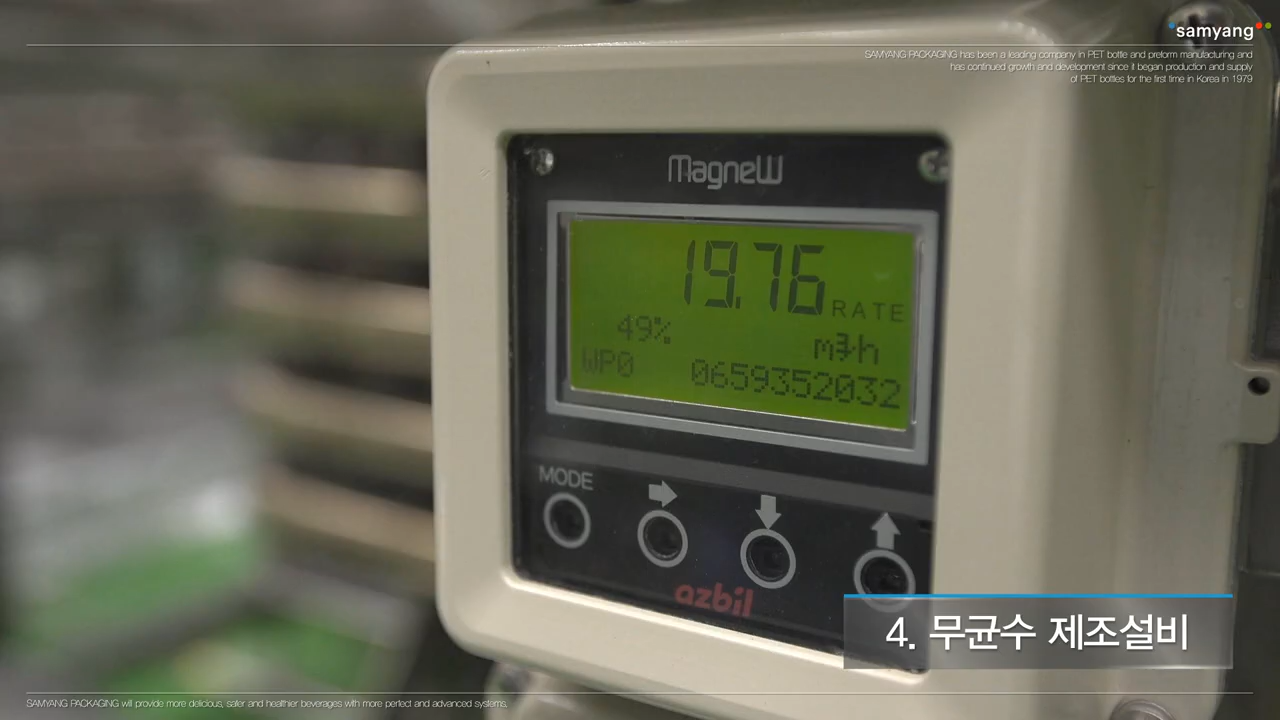 samyang
SAMYANG PACKAGING has been a leading company in PET bottle and preform manufacturing and
has continued growth and development since it began production and supply
of PET bottles for the first time in Korea in 1979
MagneW
19.76 RATE
49% m3/h
WP0 0659352032
MODE
azbil
4. 무균수 제조설비
SAMYANG PACKAGING will provide more delicious, safer and healthier beverages with more perfect and advanced systems.